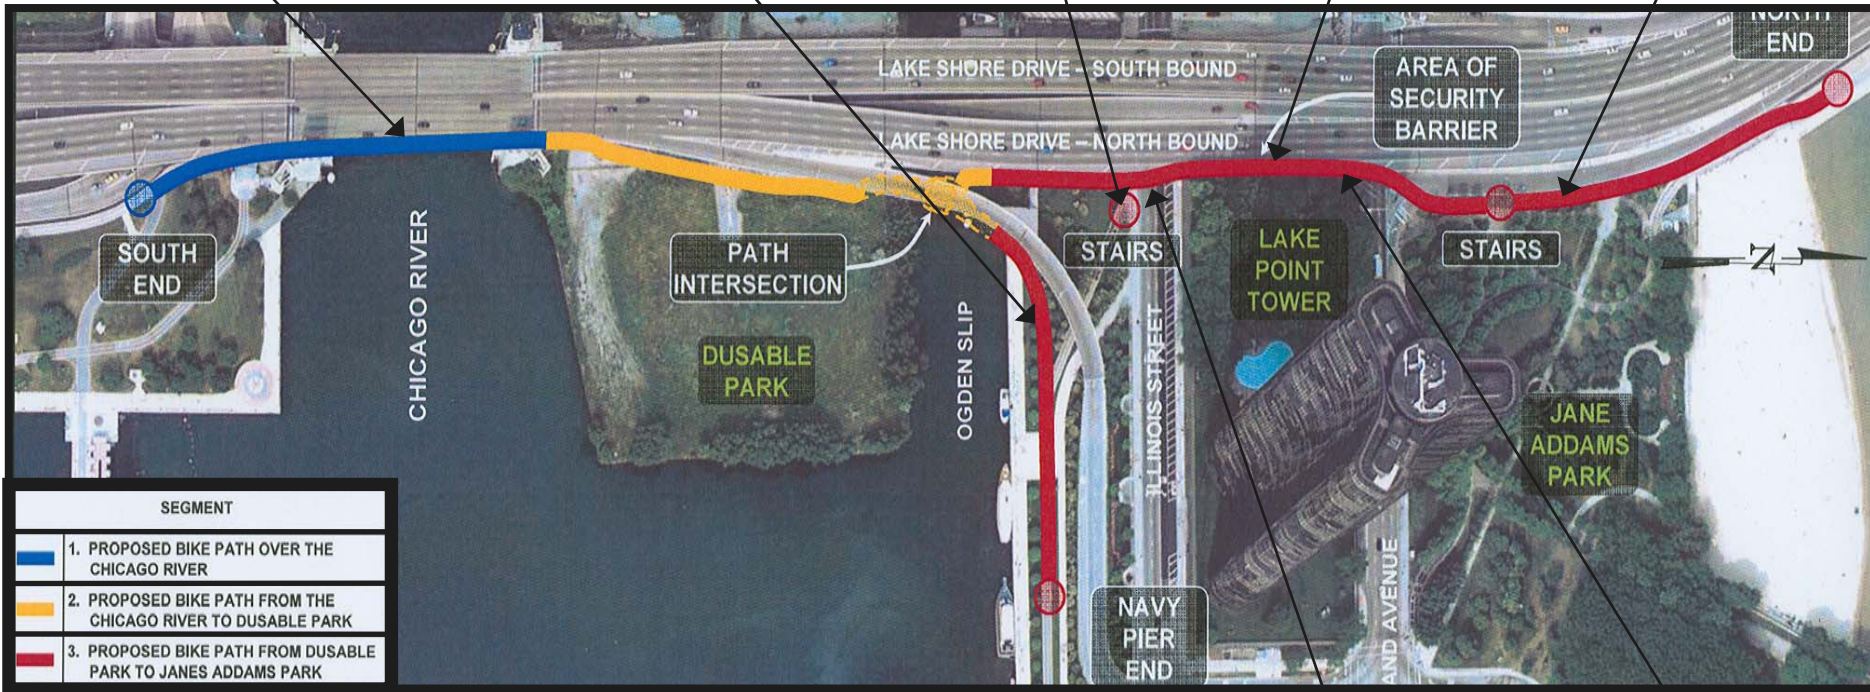 NORTH
END
LAKE SHORE DRIVE – SOUTH BOUND
AREA OF
SECURITY
BARRIER
LAKE SHORE DRIVE – NORTH BOUND
SOUTH
END
CHICAGO RIVER
PATH
INTERSECTION
DUSABLE
PARK
OGDEN SLIP
STAIRS
ILLINOIS STREET
LAKE
POINT
TOWER
STAIRS
N
JANE
ADDAMS
PARK
NAVY
PIER
END
AND AVENUE
SEGMENT
1. PROPOSED BIKE PATH OVER THE
CHICAGO RIVER
2. PROPOSED BIKE PATH FROM THE
CHICAGO RIVER TO DUSABLE PARK
3. PROPOSED BIKE PATH FROM DUSABLE
PARK TO JANES ADDAMS PARK